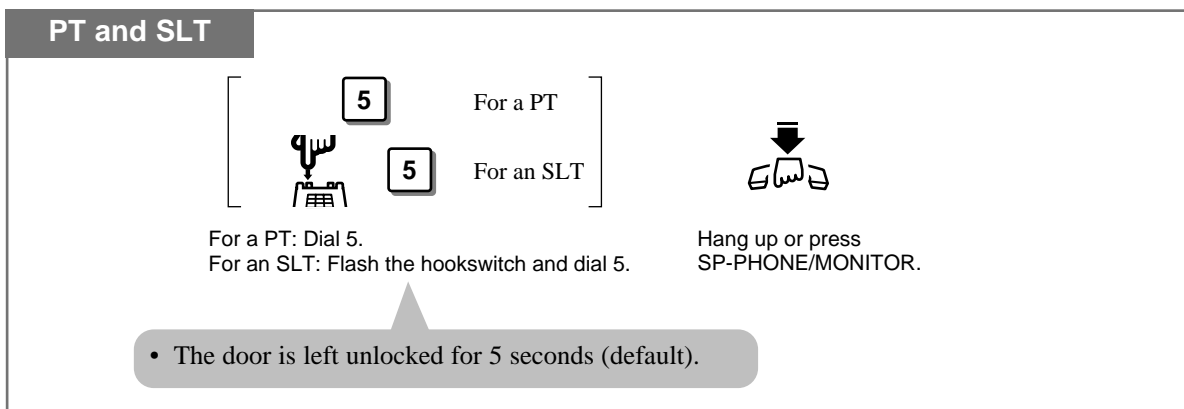 PT and SLT
5 For a PT
5 For an SLT
For a PT: Dial 5.
For an SLT: Flash the hookswitch and dial 5.
Hang up or press
SP-PHONE/MONITOR.
• The door is left unlocked for 5 seconds (default).